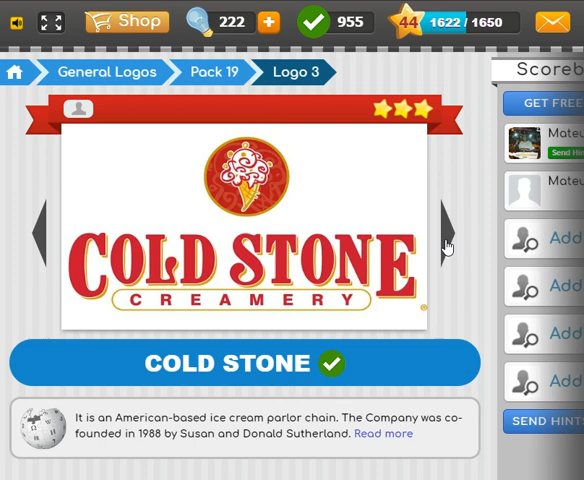 Shop
222
955
44
1622 / 1650
General Logos
Pack 19
Logo 3
Scoreb
COLD STONE
CREAMERY
®
COLD STONE
It is an American-based ice cream parlor chain. The Company was co-
founded in 1988 by Susan and Donald Sutherland. Read more
GET FREE
Mateu
Send Hin
Mateu
Add
Add
Add
Add
SEND HINTS